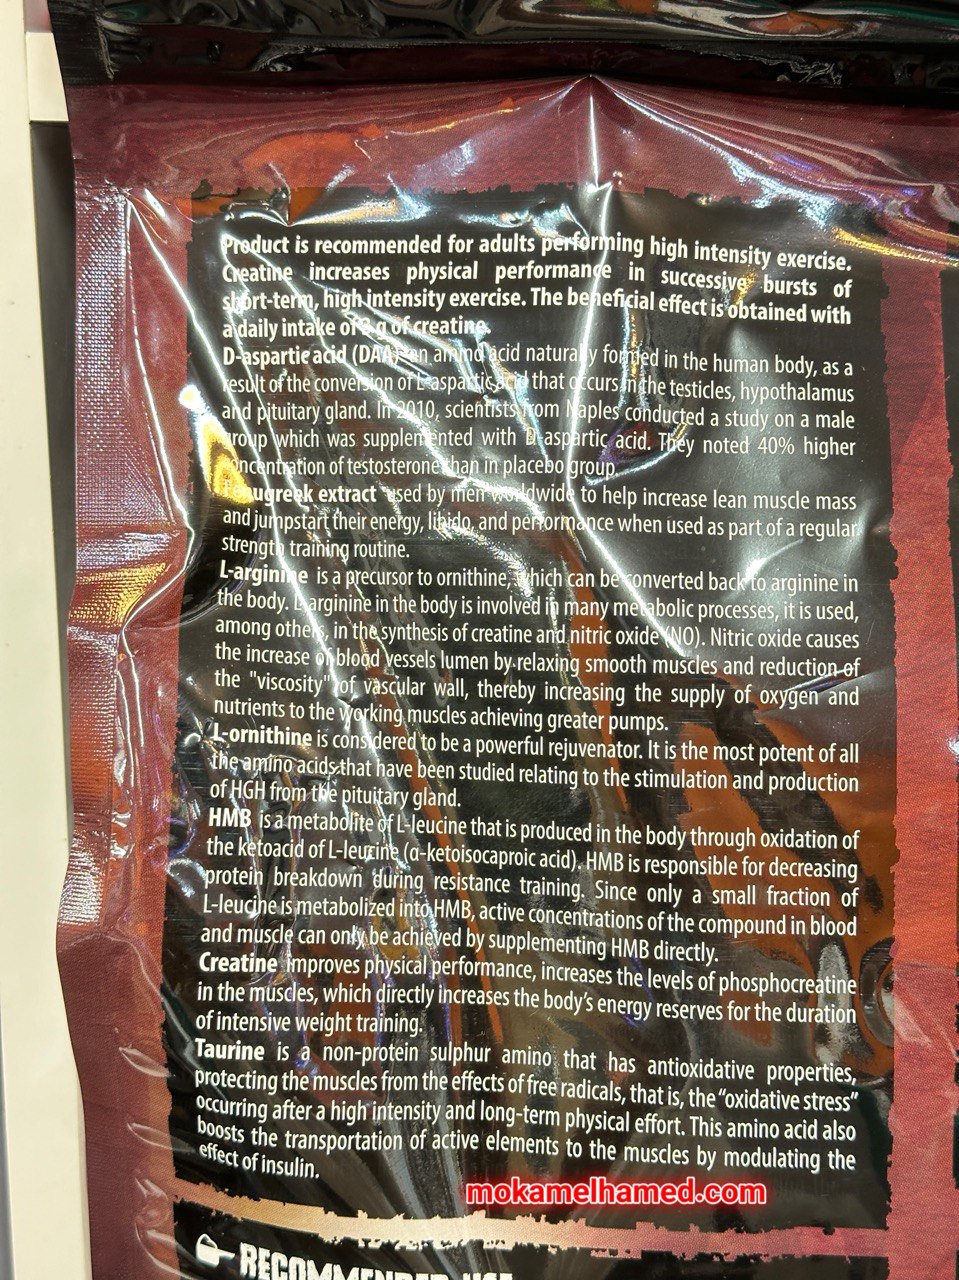 Product is recommended for adults performing high intensity exercise.
Creatine increases physical performance in successive bursts of
short-term, high intensity exercise. The beneficial effect is obtained with
a daily intake of 3 g of creatine.
D-aspartic acid (DAA) an amino acid naturally formed in the human body, as a
result of the conversion of L-aspartic acid that occurs in the testicles, hypothalamus
and pituitary gland. In 2010, scientists from Naples conducted a study on a male
group which was supplemented with D-aspartic acid. They noted 40% higher
concentration of testosterone than in placebo group.
Fenugreek extract used by men worldwide to help increase lean muscle mass
and jumpstart their energy, libido, and performance when used as part of a regular
strength training routine.
L-arginine is a precursor to ornithine, which can be converted back to arginine in
the body. L-arginine in the body is involved in many metabolic processes, it is used,
among others, in the synthesis of creatine and nitric oxide (NO). Nitric oxide causes
the increase of blood vessels lumen by relaxing smooth muscles and reduction of
the "viscosity" of vascular wall, thereby increasing the supply of oxygen and
nutrients to the working muscles achieving greater pumps.
L-ornithine is considered to be a powerful rejuvenator. It is the most potent of all
the amino acids that have been studied relating to the stimulation and production
of HGH from the pituitary gland.
HMB is a metabolite of L-leucine that is produced in the body through oxidation of
the ketoacid of L-leucine (α-ketoisocaproic acid). HMB is responsible for decreasing
protein breakdown during resistance training. Since only a small fraction of
L-leucine is metabolized into HMB, active concentrations of the compound in blood
and muscle can only be achieved by supplementing HMB directly.
Creatine improves physical performance, increases the levels of phosphocreatine
in the muscles, which directly increases the body's energy reserves for the duration
of intensive weight training.
Taurine is a non-protein sulphur amino that has antioxidative properties,
protecting the muscles from the effects of free radicals, that is, the "oxidative stress"
occurring after a high intensity and long-term physical effort. This amino acid also
boosts the transportation of active elements to the muscles by modulating the
effect of insulin.
mokamelhamed.com
RECOMMENDED USE